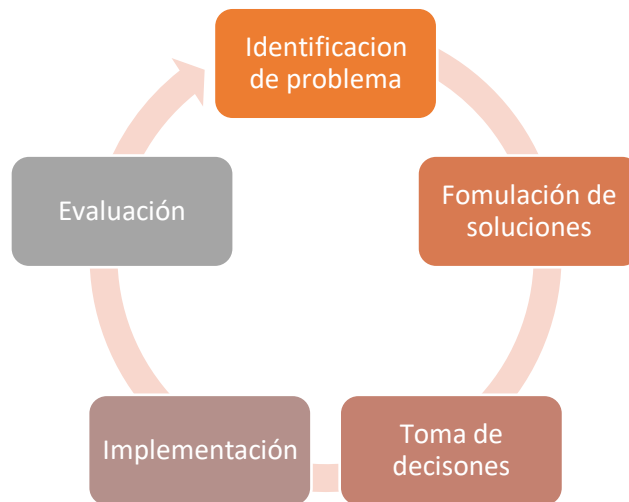 Identificacion
de problema
Fomulación de
soluciones
Toma de
decisones
Implementación
Evaluación